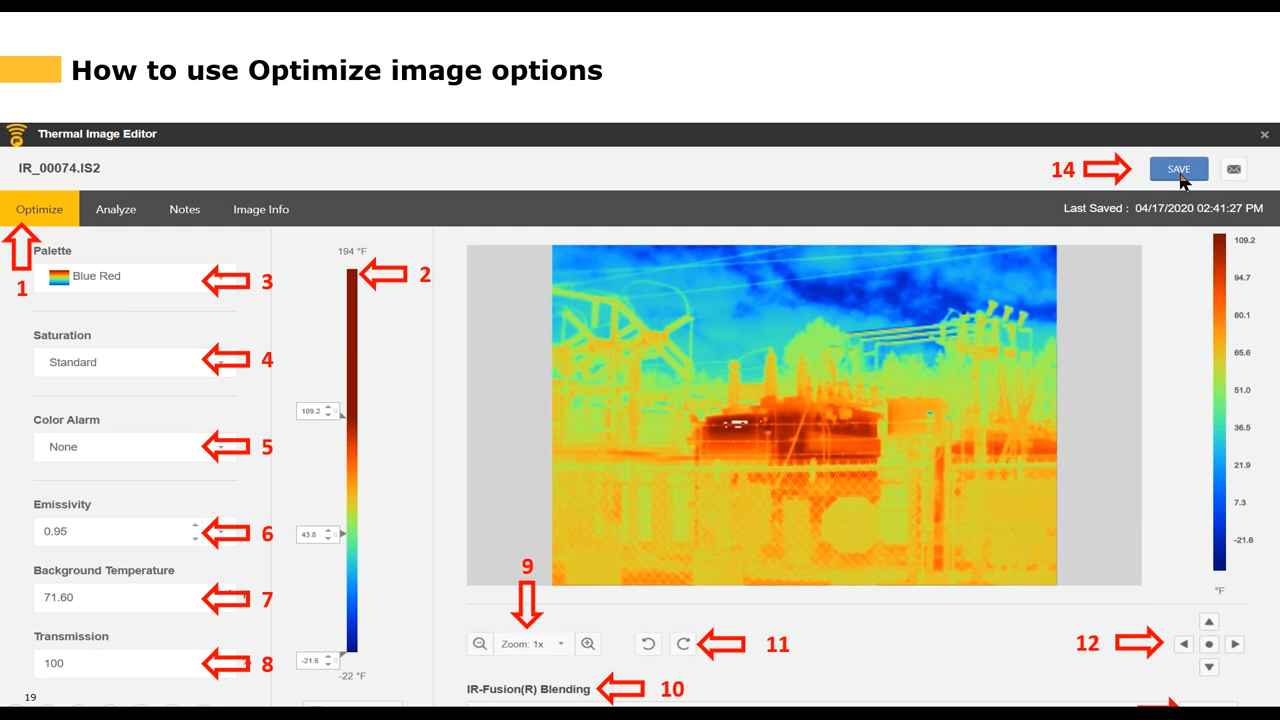 How to use Optimize image options
Thermal Image Editor
×
IR_00074.IS2
14
SAVE
Optimize
Analyze
Notes
Image Info
Last Saved : 04/17/2020 02:41:27 PM
1
Palette
Blue Red
3
Saturation
Standard
4
Color Alarm
None
5
Emissivity
0.95
6
Background Temperature
71.60
7
Transmission
100
8
194 °F
2
109.2
43.8
-21.6
-22 °F
109.2
94.7
80.1
65.6
51.0
36.5
21.9
7.3
-21.6
°F
9
Zoom: 1x
11
12
IR-Fusion(R) Blending
10
19